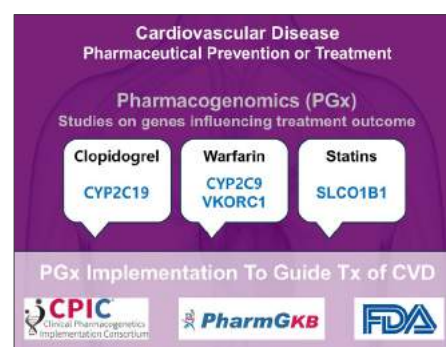 Cardiovascular Disease
Pharmaceutical Prevention or Treatment
Pharmacogenomics (PGx)
Studies on genes influencing treatment outcome
Clopidogrel
CYP2C19
Warfarin
CYP2C9
VKORC1
Statins
SLCO1B1
PGx Implementation To Guide Tx of CVD
CPIC®
Clinical Pharmacogenetics
Implementation Consortium
PharmGKB
FDA